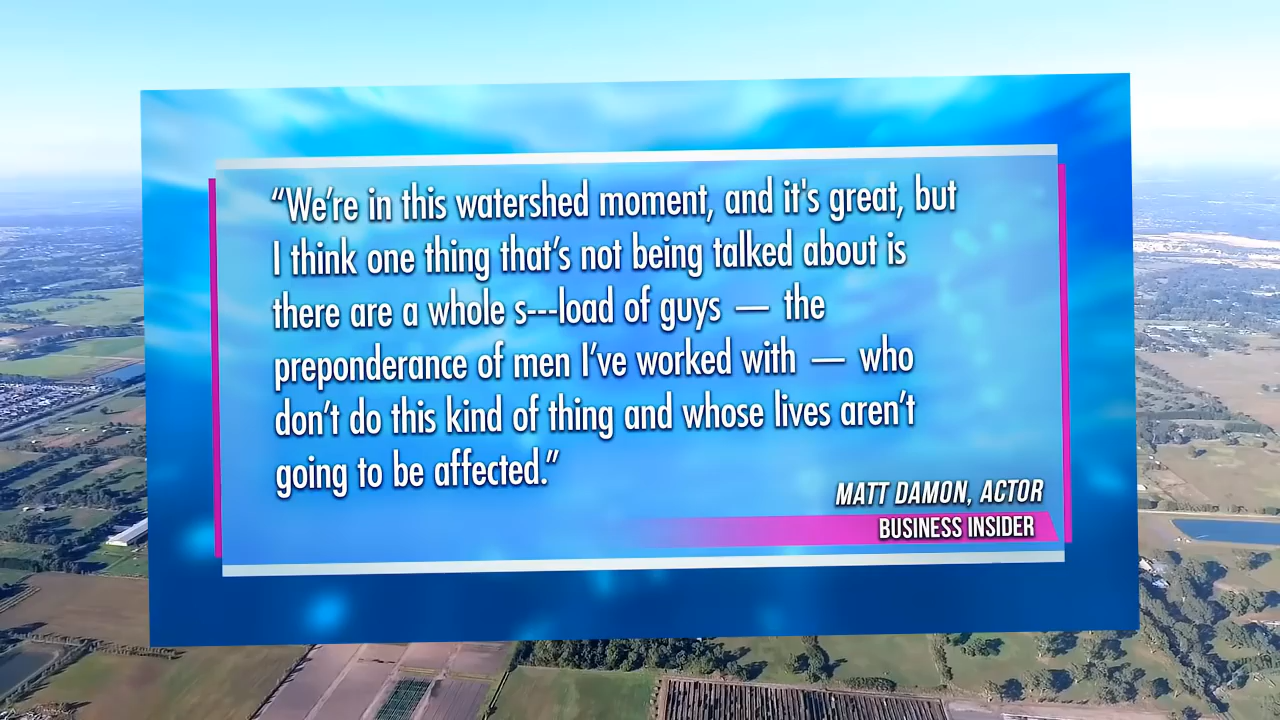 “We’re in this watershed moment, and it's great, but
I think one thing that’s not being talked about is
there are a whole s---load of guys — the
preponderance of men I’ve worked with — who
don’t do this kind of thing and whose lives aren’t
going to be affected.”
MATT DAMON, ACTOR
BUSINESS INSIDER